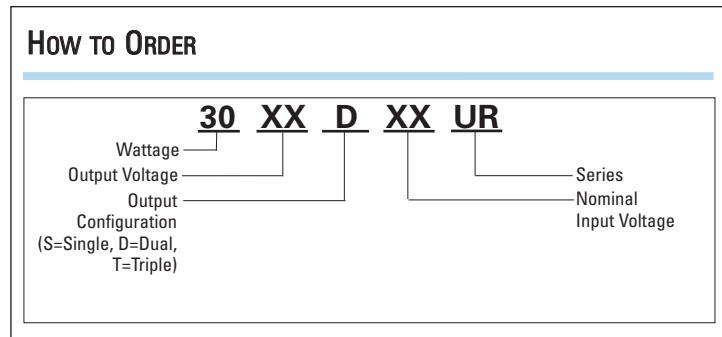 HOW TO ORDER
30 XX D XX UR
Wattage
Output Voltage
Output
Configuration
(S=Single, D=Dual,
T=Triple)
Series
Nominal
Input Voltage